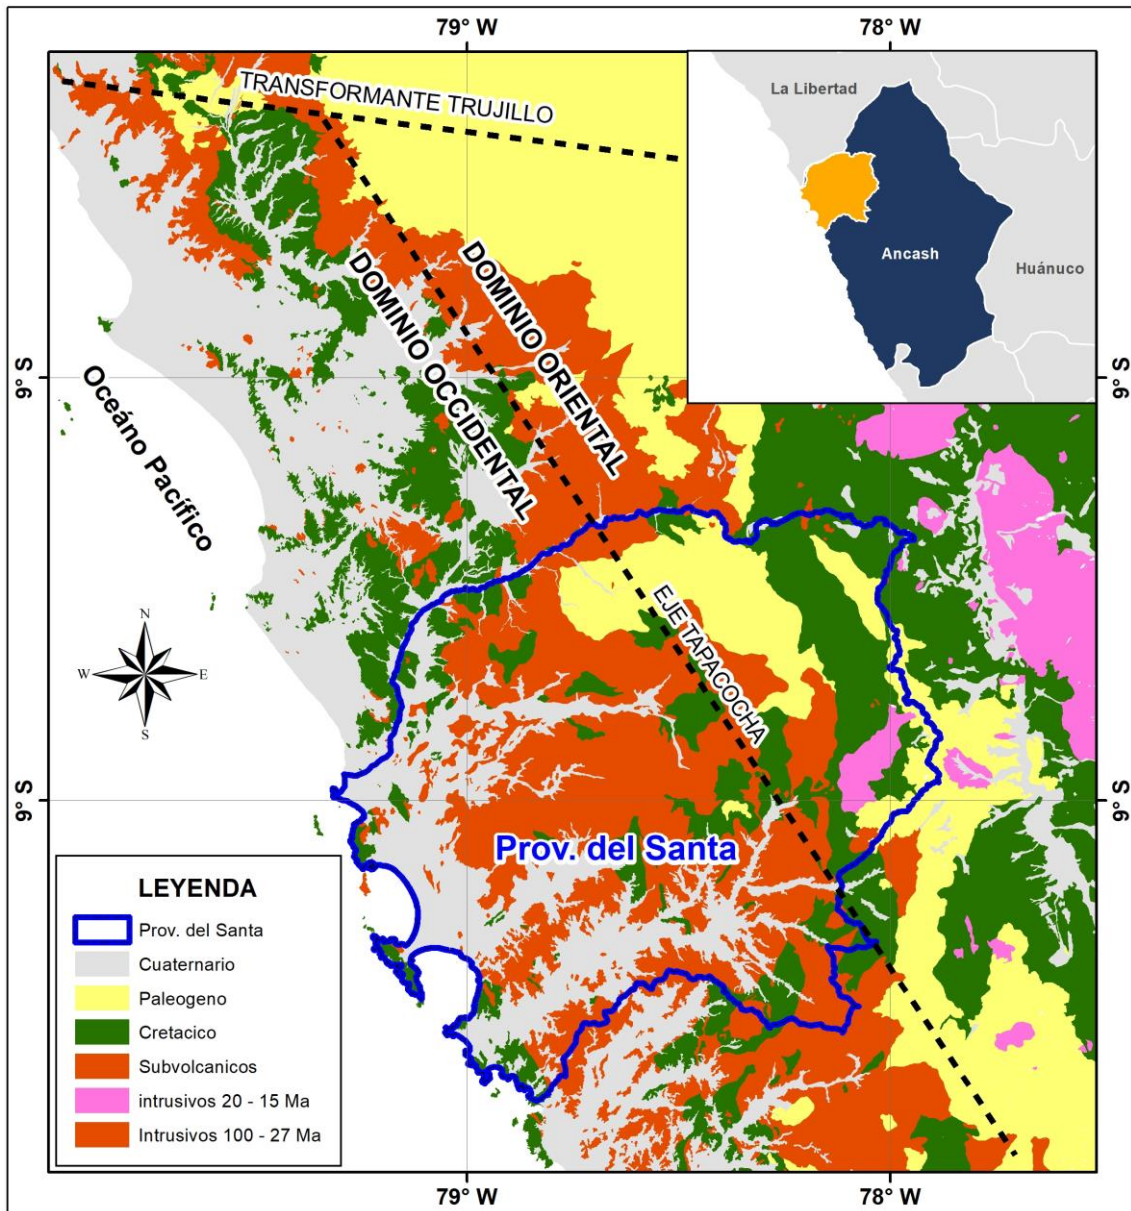 79° W
78° W
TRANSFORMANTE TRUJILLO
La Libertad
Ancash
Huánuco
DOMINIO ORIENTAL
DOMINIO OCCIDENTAL
9° S
9° S
Oceáno Pacífico
EJE TAPACOCHA
N
W
E
S
9° S
9° S
Prov. del Santa
LEYENDA
Prov. del Santa
Cuaternario
Paleogeno
Cretacico
Subvolcanicos
intrusivos 20 - 15 Ma
Intrusivos 100 - 27 Ma
79° W
78° W